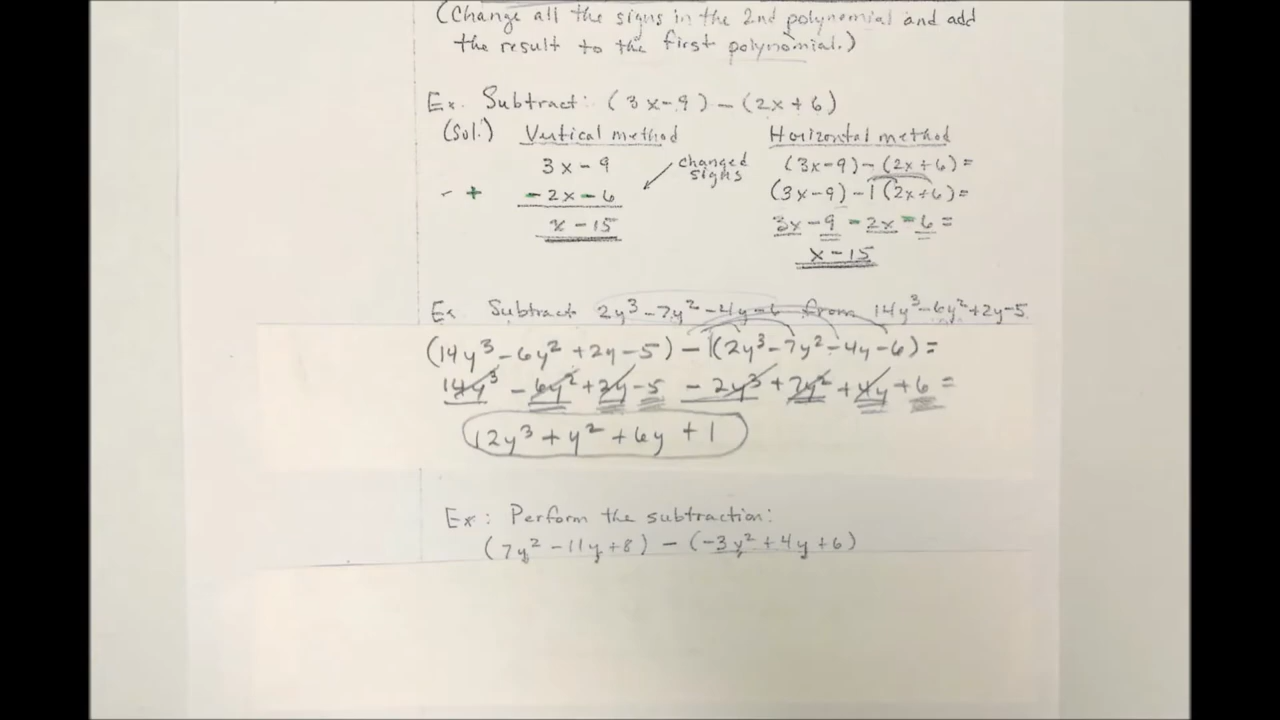 (Change all the signs in the 2nd polynomial and add
the result to the first polynomial.)
Ex. Subtract: (3x-9) - (2x+6)
(Sol.) Vertical method
3x - 9
- + - 2x - 6
x - 15
changed
signs
Horizontal method
(3x-9) - (2x+6) =
(3x-9) - 1(2x+6) =
3x - 9 - 2x - 6 =
x - 15
Ex Subtract 2y³ - 7y² - 4y - 6 from 14y³ - 6y² + 2y - 5
(14y³ - 6y² + 2y - 5) - 1(2y³ - 7y² - 4y - 6) =
14y³ - 6y² + 2y - 5 - 2y³ + 7y² + 4y + 6 =
12y³ + y² + 6y + 1
Ex: Perform the subtraction:
(7y² - 11y + 8) - (-3y² + 4y + 6)